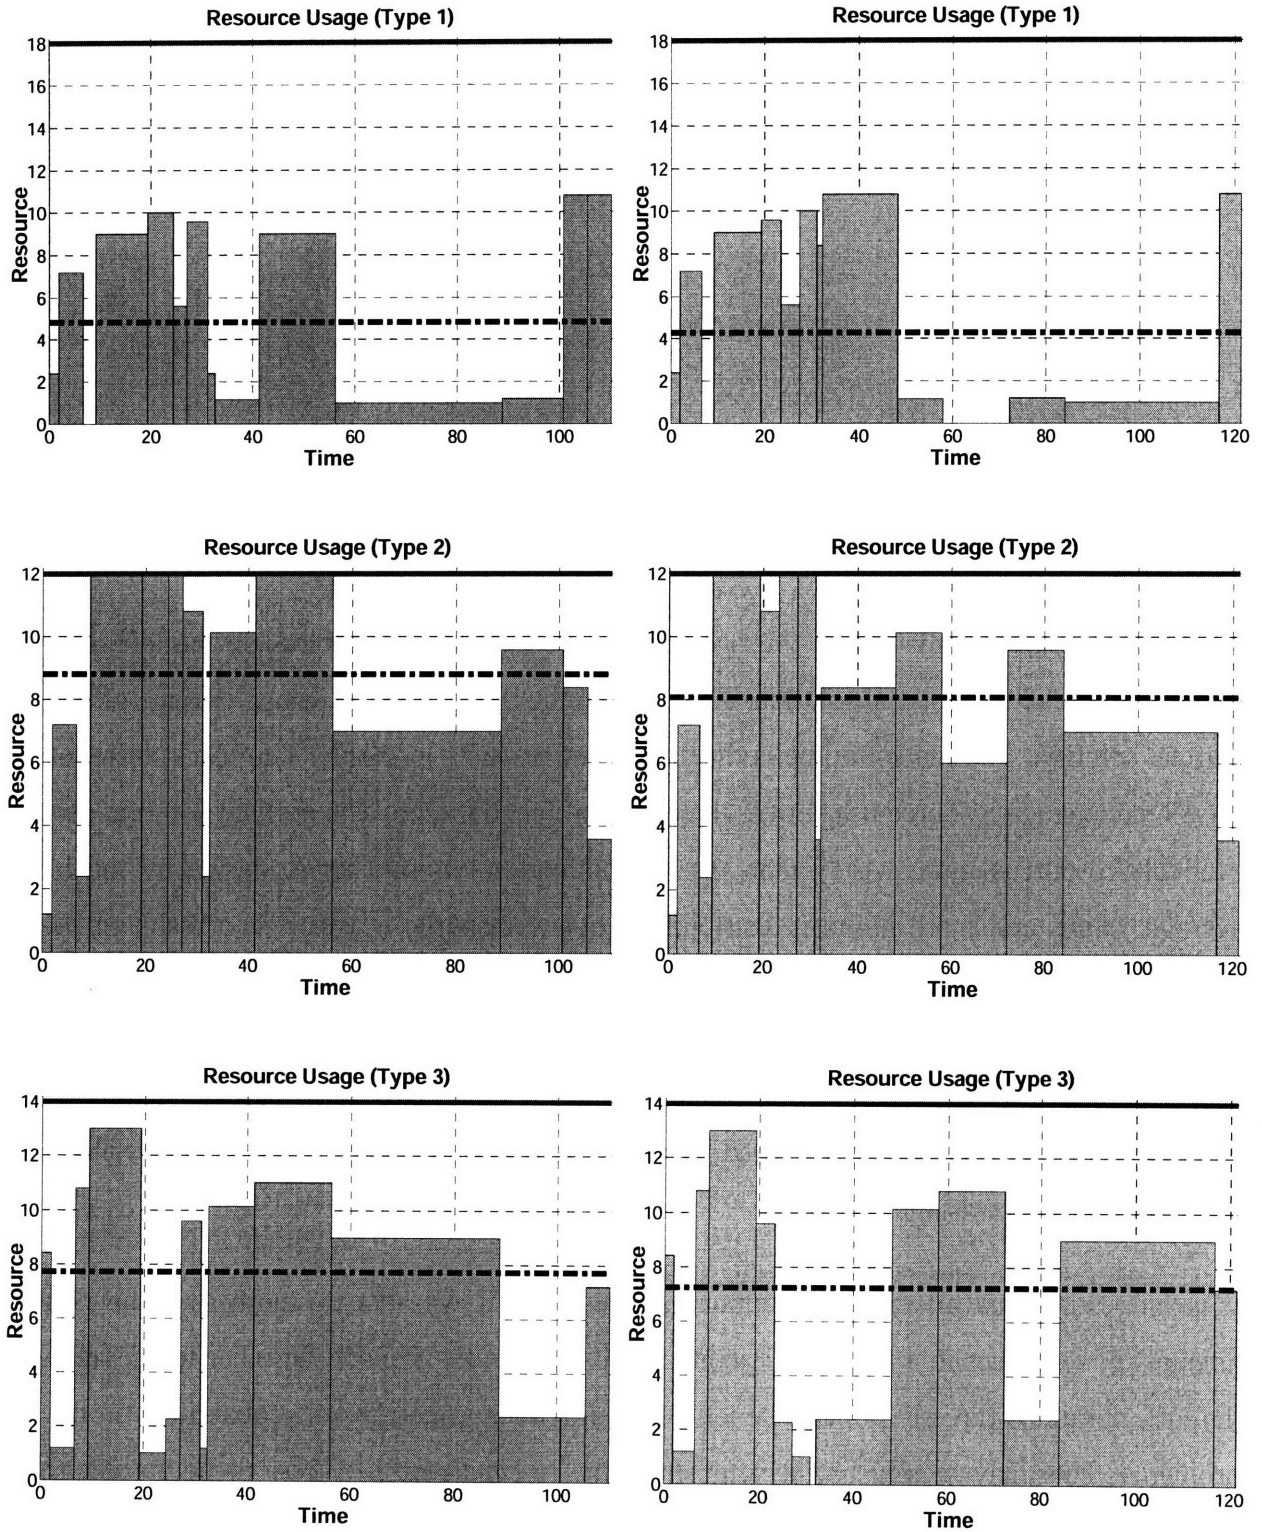 Resource Usage (Type 1)
18
16
14
12
10
8
6
4
2
0
Resource
0 20 40 60 80 100
Time
Resource Usage (Type 1)
18
16
14
12
10
8
6
4
2
0
Resource
0 20 40 60 80 100 120
Time
Resource Usage (Type 2)
12
10
8
6
4
2
0
Resource
0 20 40 60 80 100
Time
Resource Usage (Type 2)
12
10
8
6
4
2
0
Resource
0 20 40 60 80 100 120
Time
Resource Usage (Type 3)
14
12
10
8
6
4
2
0
Resource
0 20 40 60 80 100
Time
Resource Usage (Type 3)
14
12
10
8
6
4
2
0
Resource
0 20 40 60 80 100 120
Time